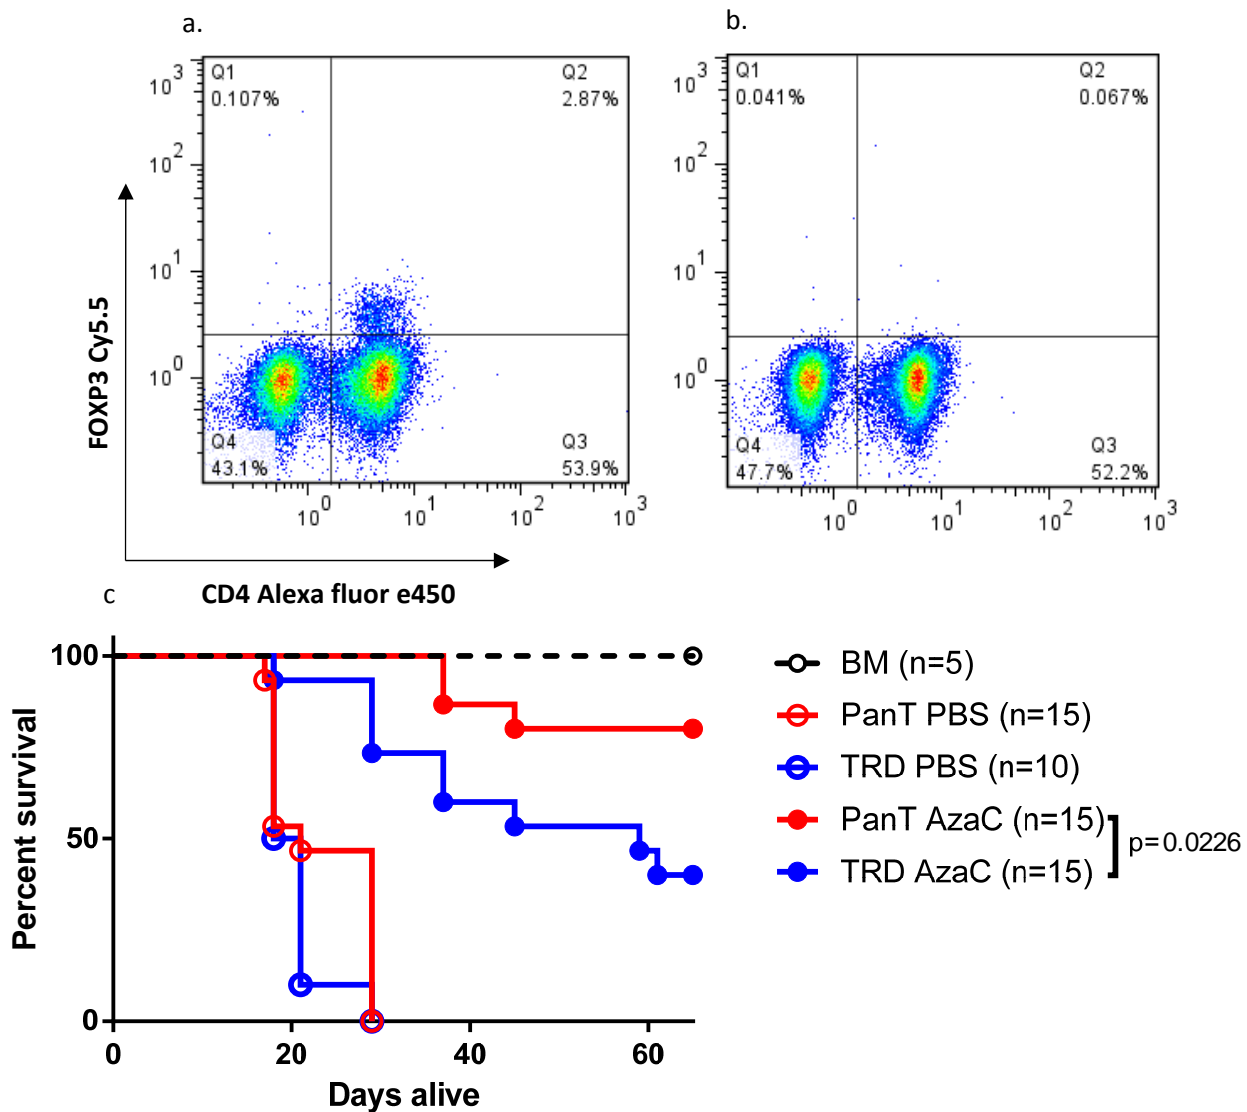 a.
b.
Q1
0.107%
Q2
2.87%
Q4
43.1%
Q3
53.9%
10^3
10^2
10^1
10^0
10^0
10^1
10^2
10^3
FOXP3 Cy5.5
CD4 Alexa fluor e450
Q1
0.041%
Q2
0.067%
Q4
47.7%
Q3
52.2%
10^3
10^2
10^1
10^0
10^0
10^1
10^2
10^3
c
100
50
0
Percent survival
0 20 40 60
Days alive
BM (n=5)
PanT PBS (n=15)
TRD PBS (n=10)
PanT AzaC (n=15)
TRD AzaC (n=15)
p=0.0226